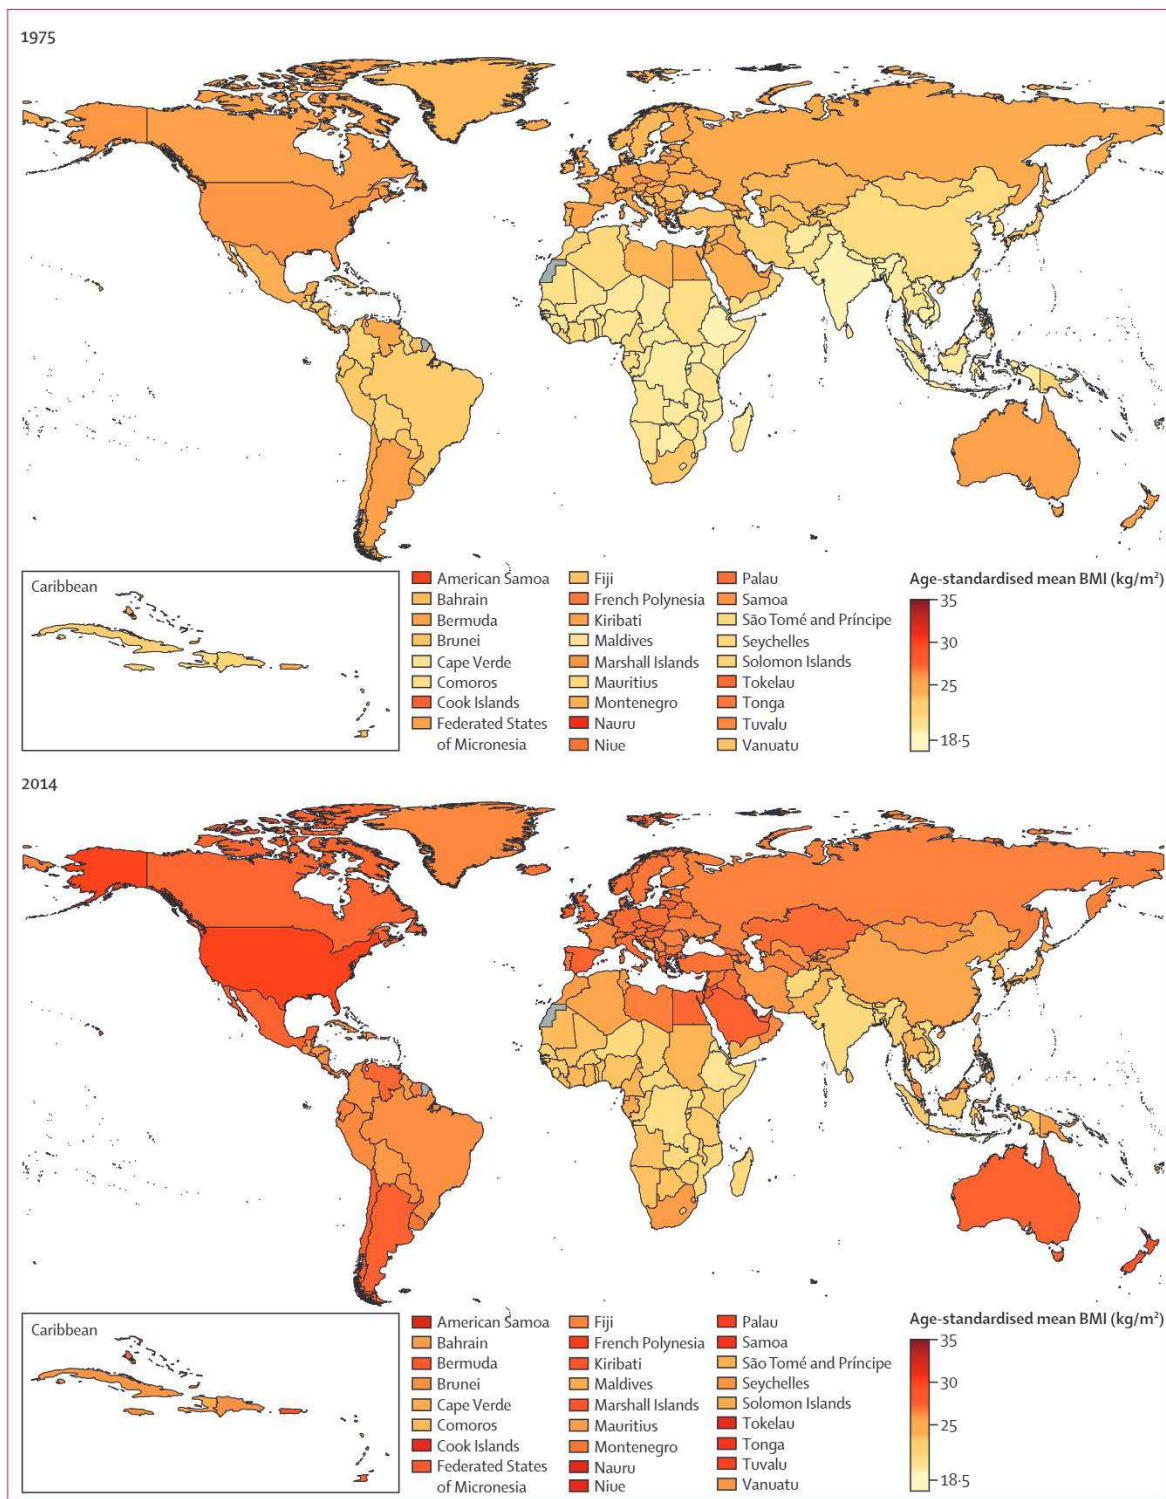 1975
Caribbean
American Samoa
Bahrain
Bermuda
Brunei
Cape Verde
Comoros
Cook Islands
Federated States
of Micronesia
Fiji
French Polynesia
Kiribati
Maldives
Marshall Islands
Mauritius
Montenegro
Nauru
Niue
Palau
Samoa
São Tomé and Príncipe
Seychelles
Solomon Islands
Tokelau
Tonga
Tuvalu
Vanuatu
Age-standardised mean BMI (kg/m²)
35
30
25
18·5
2014
Caribbean
American Samoa
Bahrain
Bermuda
Brunei
Cape Verde
Comoros
Cook Islands
Federated States
of Micronesia
Fiji
French Polynesia
Kiribati
Maldives
Marshall Islands
Mauritius
Montenegro
Nauru
Niue
Palau
Samoa
São Tomé and Príncipe
Seychelles
Solomon Islands
Tokelau
Tonga
Tuvalu
Vanuatu
Age-standardised mean BMI (kg/m²)
35
30
25
18·5